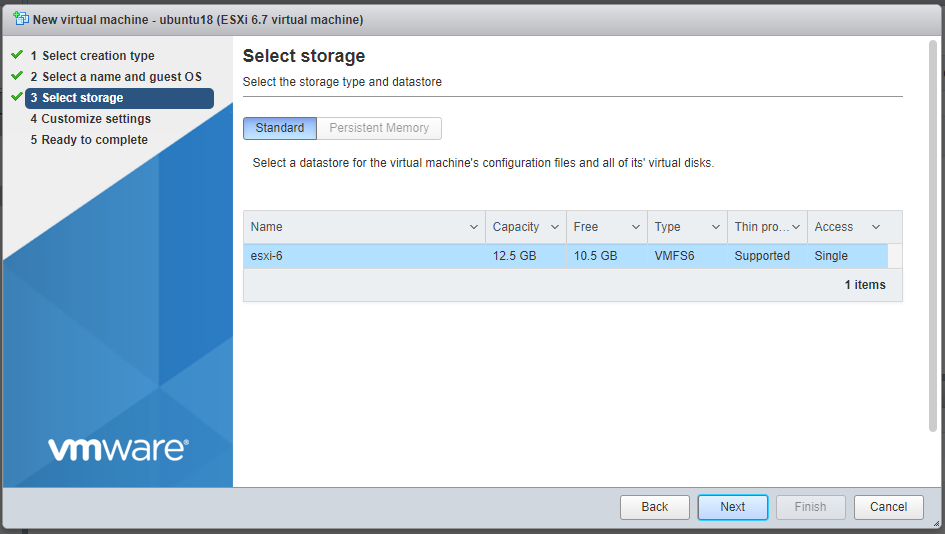 New virtual machine - ubuntu18 (ESXi 6.7 virtual machine)
1 Select creation type
2 Select a name and guest OS
3 Select storage
4 Customize settings
5 Ready to complete
vmware®
Select storage
Select the storage type and datastore
Standard Persistent Memory
Select a datastore for the virtual machine's configuration files and all of its' virtual disks.
Name Capacity Free Type Thin pro... Access
esxi-6 12.5 GB 10.5 GB VMFS6 Supported Single
1 items
Back Next Finish Cancel